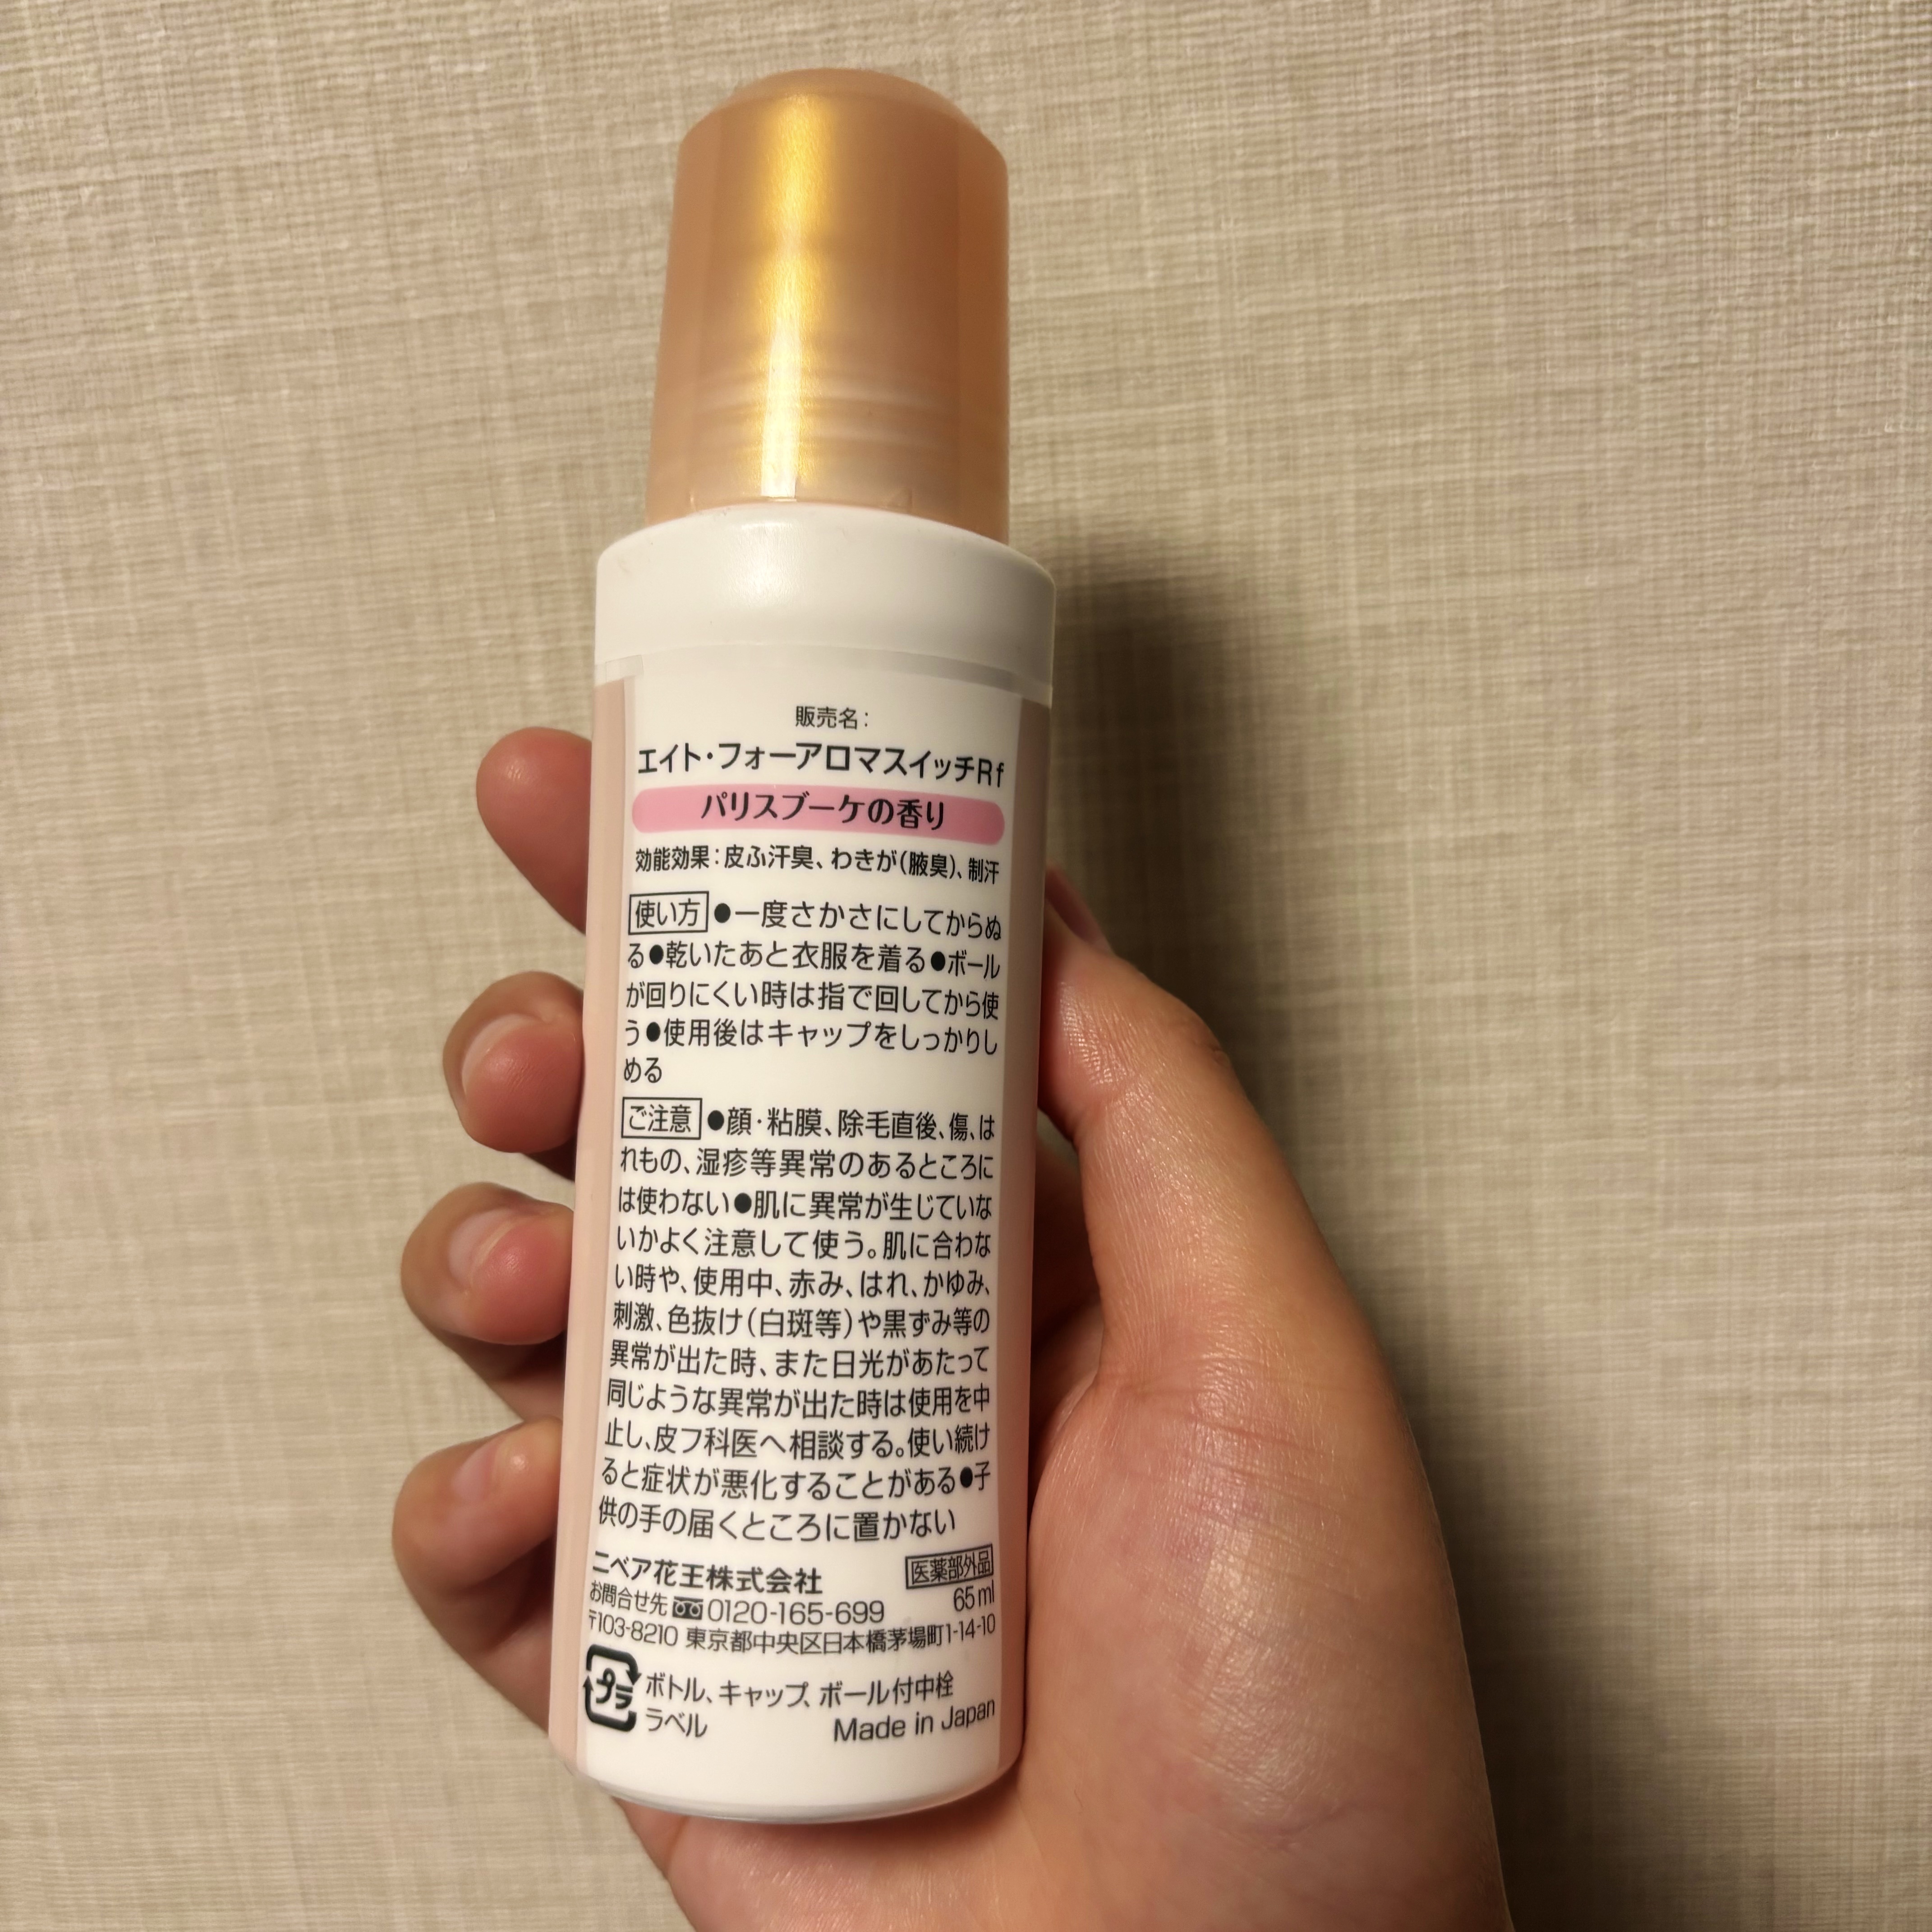 販売名:
エイト・フォーアロマスイッチRf
パリスブーケの香り
効能効果:皮ふ汗臭、わきが(腋臭)、制汗
使い方●一度さかさにしてからぬ
る●乾いたあと衣服を着る●ボール
が回りにくい時は指で回してから使
う●使用後はキャップをしっかりし
める
ご注意●顔・粘膜、除毛直後、傷、は
れもの、湿疹等異常のあるところに
は使わない●肌に異常が生じていな
いかよく注意して使う。肌に合わな
い時や、使用中、赤み、はれ、かゆみ、
刺激、色抜け(白斑等)や黒ずみ等の
異常が出た時、また日光があたって
同じような異常が出た時は使用を中
止し、皮フ科医へ相談する。使い続け
ると症状が悪化することがある●子
供の手の届くところに置かない
ニベア花王株式会社 医薬部外品
お問合せ先 0120-165-699 65ml
〒103-8210 東京都中央区日本橋茅場町1-14-10
プラ ボトル、キャップ、ボール付中栓
ラベル Made in Japan